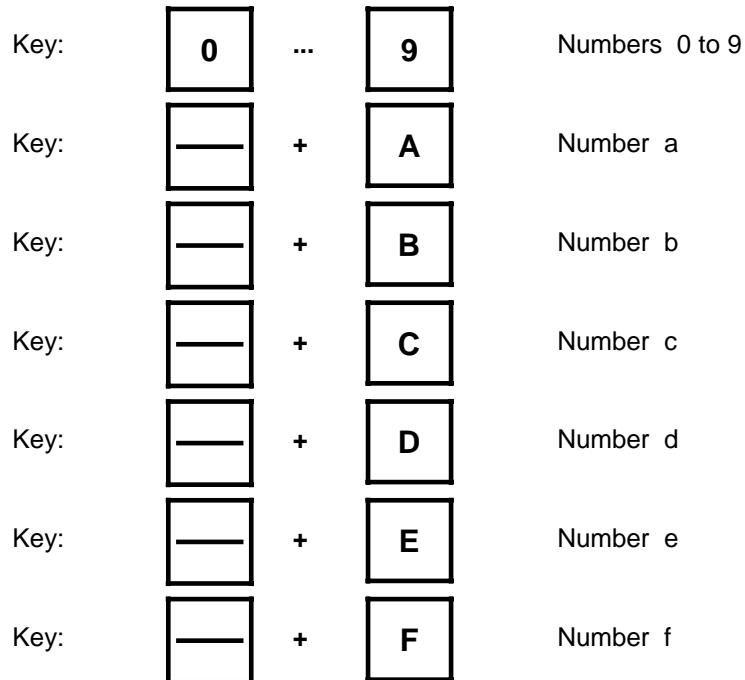 Key: 0 ... 9 Numbers 0 to 9
Key: — + A Number a
Key: — + B Number b
Key: — + C Number c
Key: — + D Number d
Key: — + E Number e
Key: — + F Number f